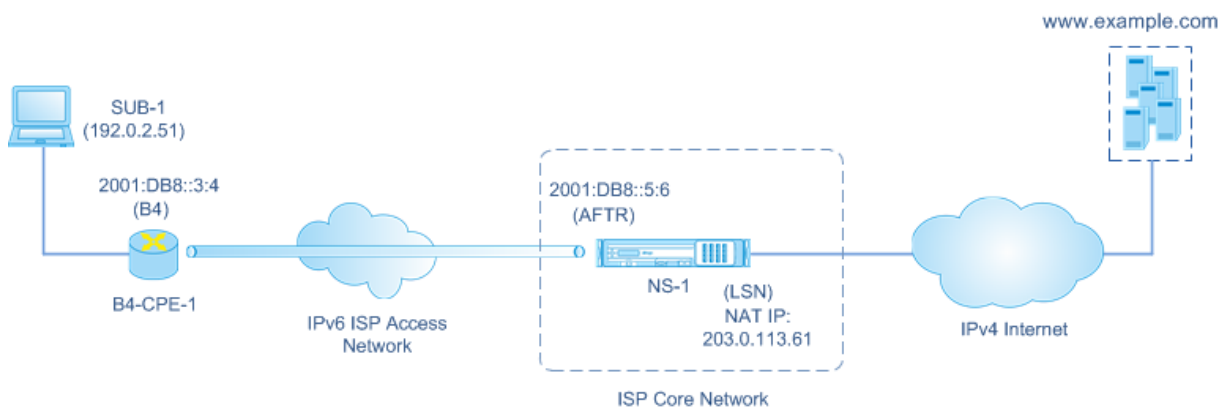 www.example.com
SUB-1
(192.0.2.51)
2001:DB8::3:4
(B4)
B4-CPE-1
IPv6 ISP Access
Network
2001:DB8::5:6
(AFTR)
NS-1
(LSN)
NAT IP:
203.0.113.61
ISP Core Network
IPv4 Internet